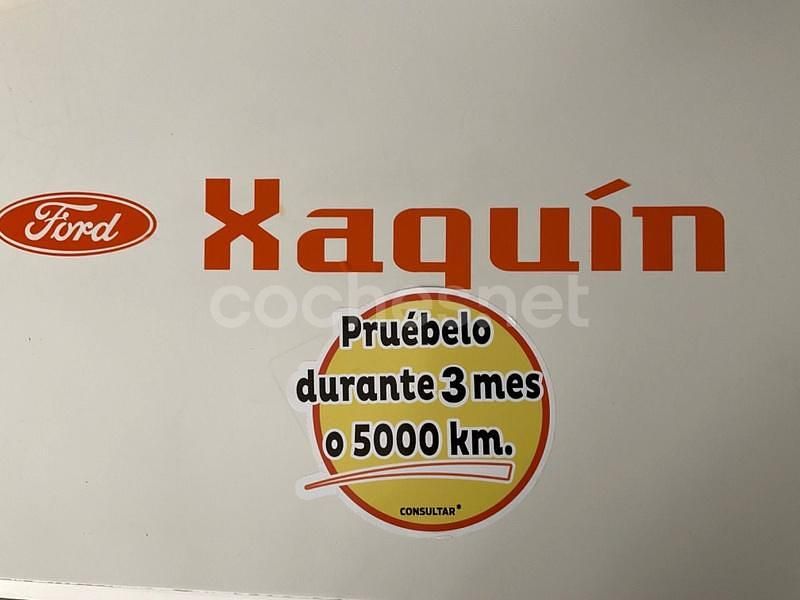 Ford Xaquín
cochesnet
Pruébelo
durante 3 mes
o 5000 km.
CONSULTAR*